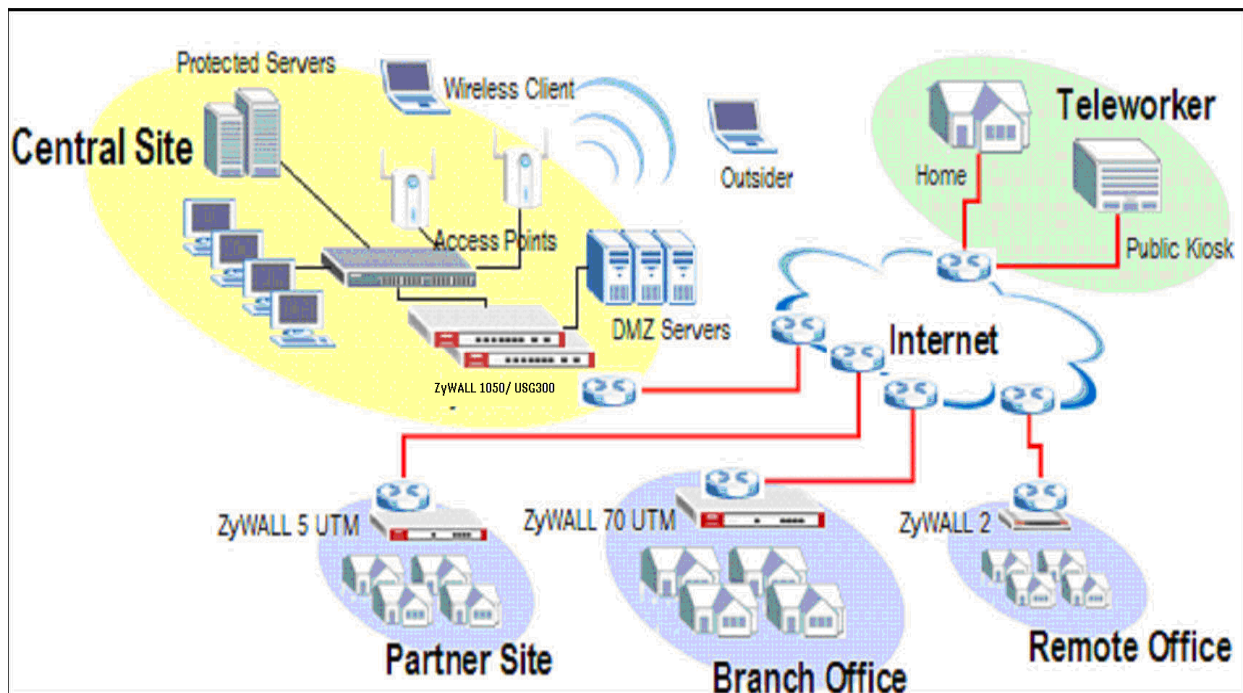 Protected Servers
Wireless Client
Central Site
Teleworker
Outsider
Home
Access Points
Public Kiosk
DMZ Servers
Internet
ZyWALL 1050/ USG300
ZyWALL 5 UTM
ZyWALL 70 UTM
ZyWALL 2
Partner Site
Branch Office
Remote Office